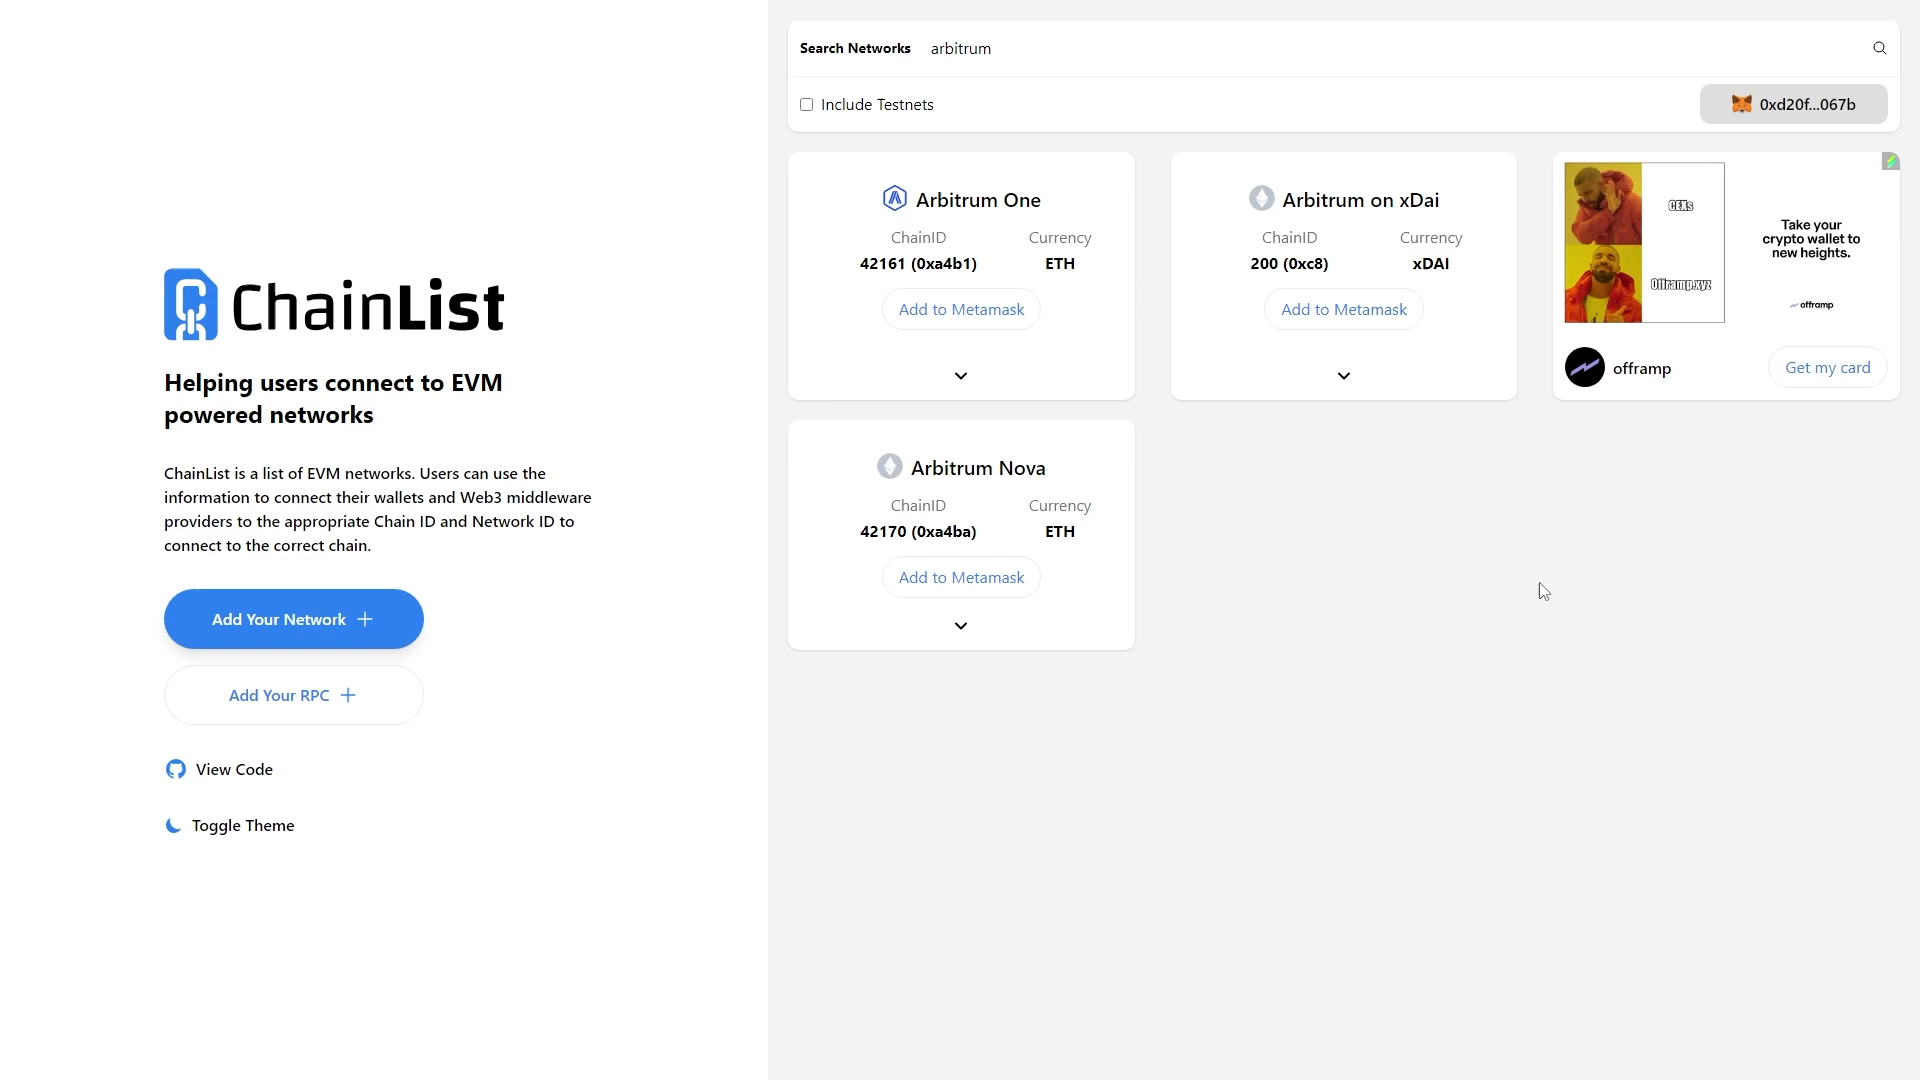 ChainList
Helping users connect to EVM
powered networks
ChainList is a list of EVM networks. Users can use the
information to connect their wallets and Web3 middleware
providers to the appropriate Chain ID and Network ID to
connect to the correct chain.
Add Your Network
Add Your RPC
View Code
Toggle Theme
Search Networks arbitrum
Include Testnets
0xd20f...067b
Arbitrum One
ChainID Currency
42161 (0xa4b1) ETH
Add to Metamask
Arbitrum on xDai
ChainID Currency
200 (0xc8) xDAI
Add to Metamask
CEXs
Offramp.xyz
Take your
crypto wallet to
new heights.
offramp
offramp
Get my card
Arbitrum Nova
ChainID Currency
42170 (0xa4ba) ETH
Add to Metamask